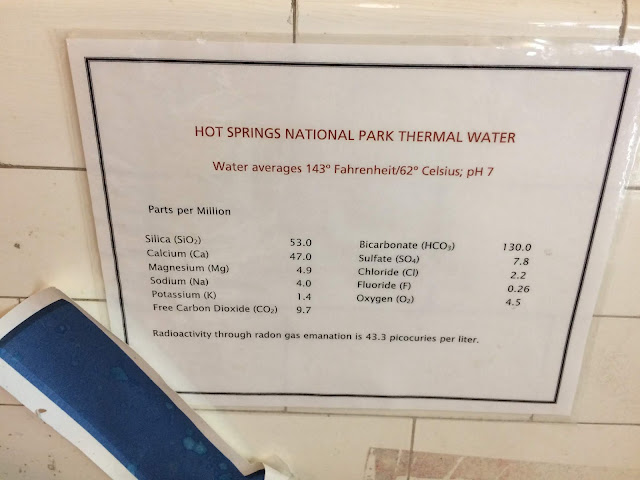 HOT SPRINGS NATIONAL PARK THERMAL WATER
Water averages 143º Fahrenheit/62º Celsius; pH 7
Parts per Million
Silica (SiO₂) 53.0
Calcium (Ca) 47.0
Magnesium (Mg) 4.9
Sodium (Na) 4.0
Potassium (K) 1.4
Free Carbon Dioxide (CO₂) 9.7
Bicarbonate (HCO₃) 130.0
Sulfate (SO₄) 7.8
Chloride (Cl) 2.2
Fluoride (F) 0.26
Oxygen (O₂) 4.5
Radioactivity through radon gas emanation is 43.3 picocuries per liter.